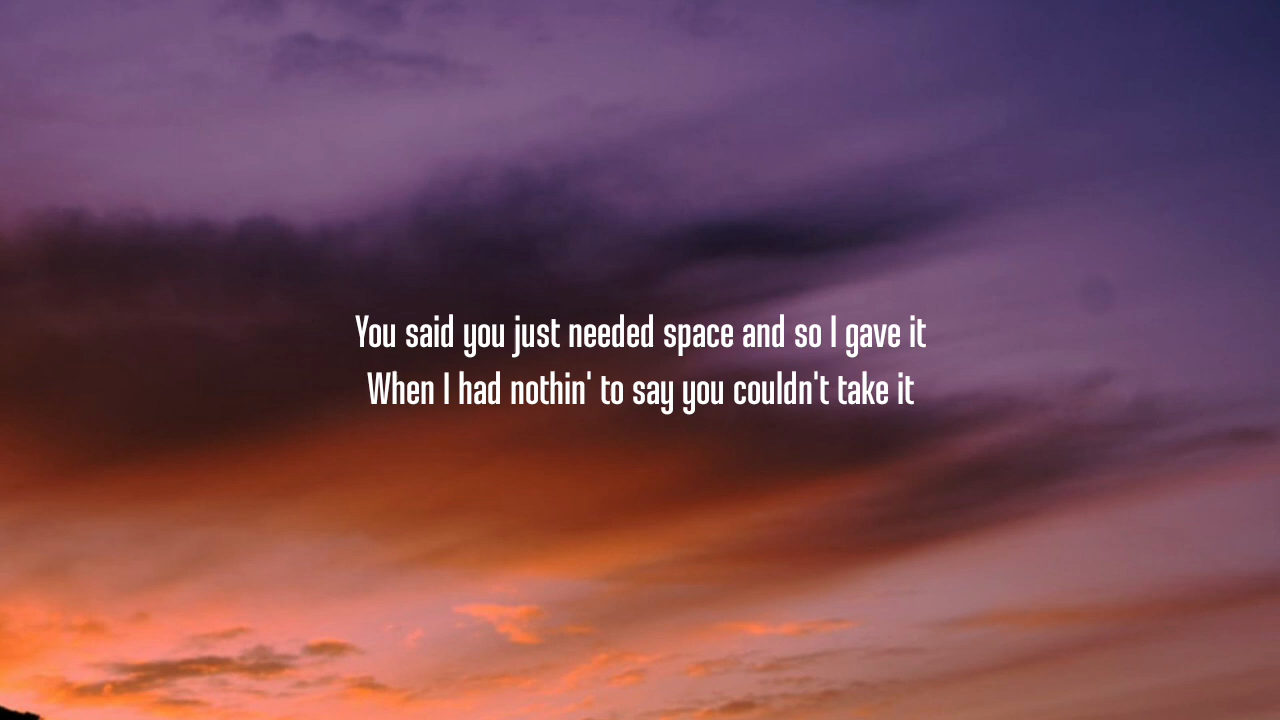 You said you just needed space and so I gave it
When I had nothin' to say you couldn't take it